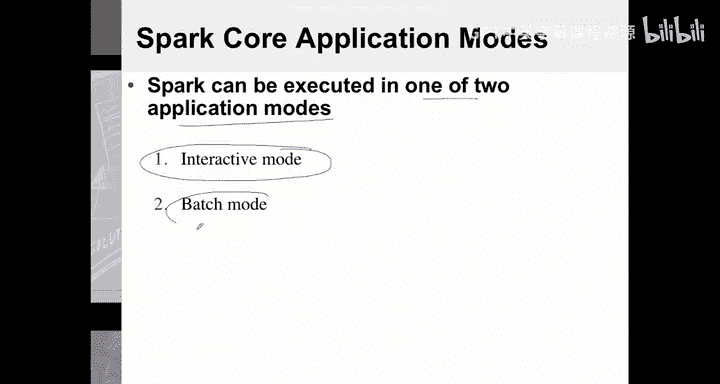 Spark Core Application Modes
bilibili
• Spark can be executed in one of two
application modes
1. Interactive mode
2. Batch mode